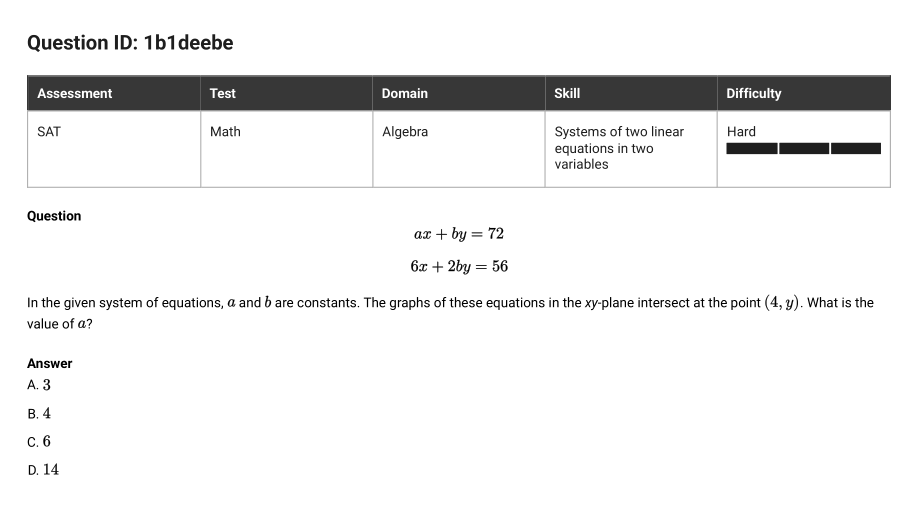 Question ID: 1b1deebe
Assessment Test Domain Skill Difficulty
SAT Math Algebra Systems of two linear equations in two variables Hard
Question
ax + by = 72
6x + 2by = 56
In the given system of equations, a and b are constants. The graphs of these equations in the xy-plane intersect at the point (4, y). What is the
value of a?
Answer
A. 3
B. 4
C. 6
D. 14